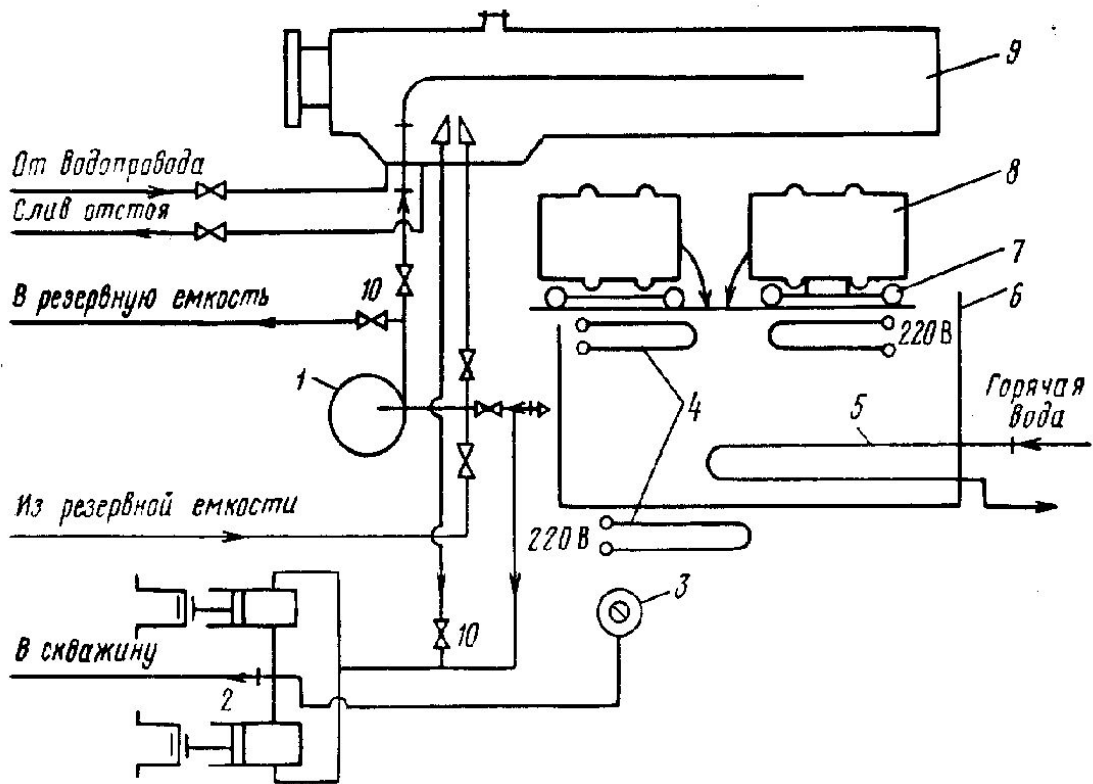 9
От водопровода
Слив отстоя
8
7
В резервную емкость
10
6
220 В
1
4
Горячая
вода
5
Из резервной емкости
220 В
3
10
В скважину
2